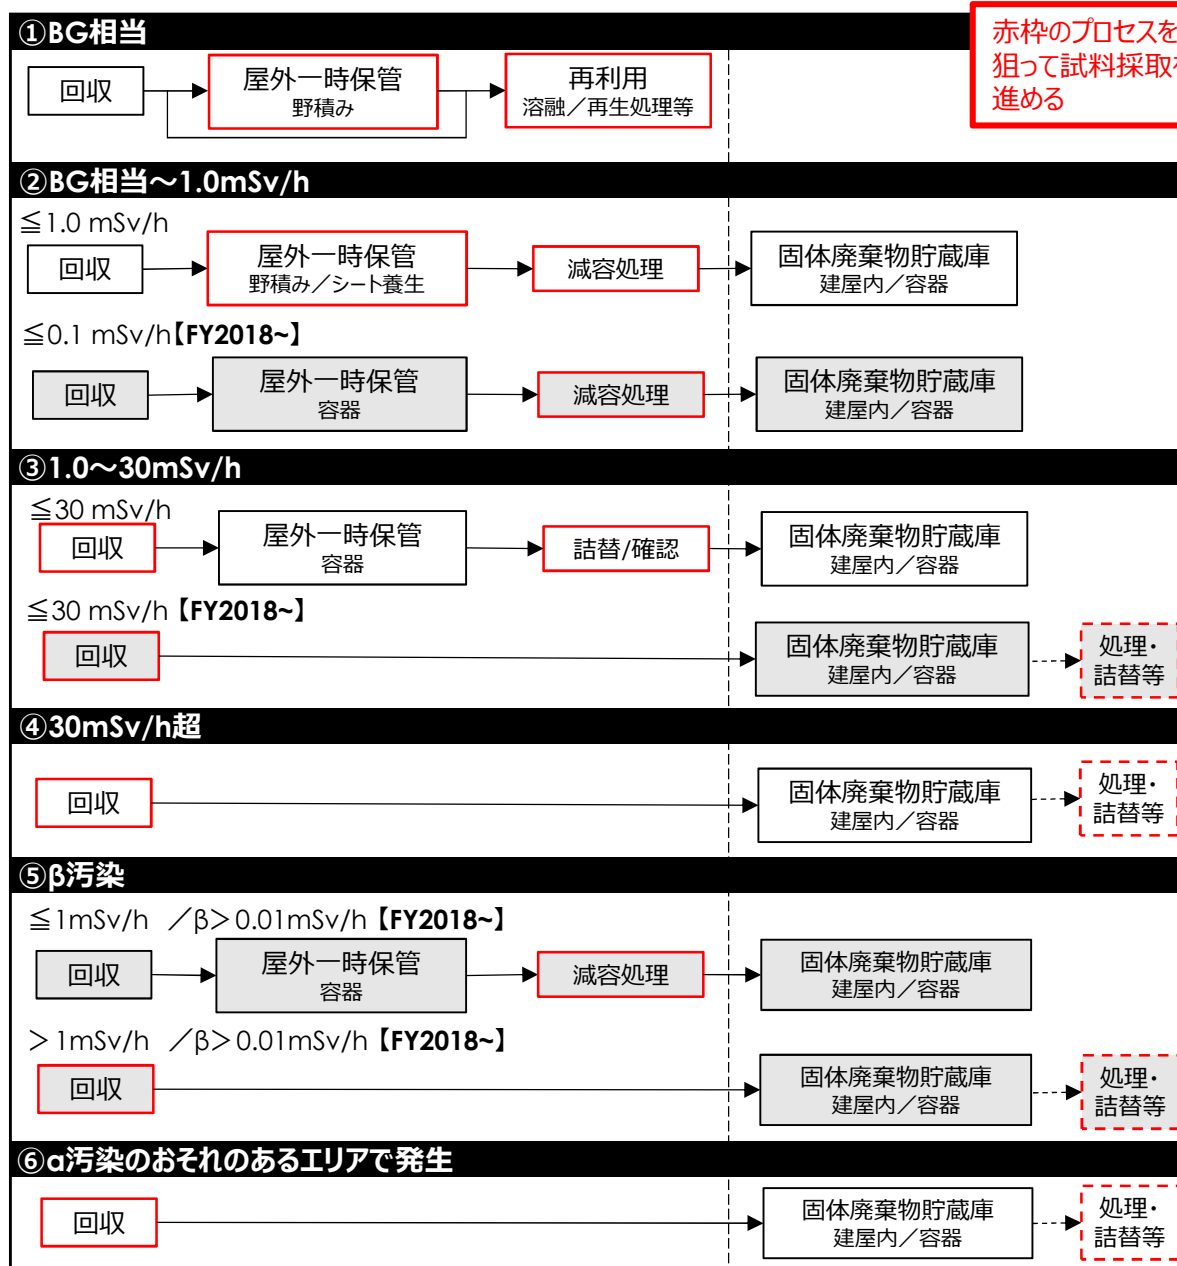 ①BG相当
赤枠のプロセスを
狙って試料採取
進める
回収
屋外一時保管
野積み
再利用
溶融／再生処理等
②BG相当～1.0mSv/h
≦1.0 mSv/h
回収
屋外一時保管
野積み／シート養生
減容処理
固体廃棄物貯蔵庫
建屋内／容器
≦0.1 mSv/h【FY2018~】
回収
屋外一時保管
容器
減容処理
固体廃棄物貯蔵庫
建屋内／容器
③1.0～30mSv/h
≦30 mSv/h
回収
屋外一時保管
容器
詰替/確認
固体廃棄物貯蔵庫
建屋内／容器
≦30 mSv/h【FY2018~】
回収
固体廃棄物貯蔵庫
建屋内／容器
処理・
詰替等
④30mSv/h超
回収
固体廃棄物貯蔵庫
建屋内／容器
処理・
詰替等
⑤β汚染
≦1mSv/h ／β＞0.01mSv/h【FY2018~】
回収
屋外一時保管
容器
減容処理
固体廃棄物貯蔵庫
建屋内／容器
＞1mSv/h ／β＞0.01mSv/h【FY2018~】
回収
固体廃棄物貯蔵庫
建屋内／容器
処理・
詰替等
⑥α汚染のおそれのあるエリアで発生
回収
固体廃棄物貯蔵庫
建屋内／容器
処理・
詰替等